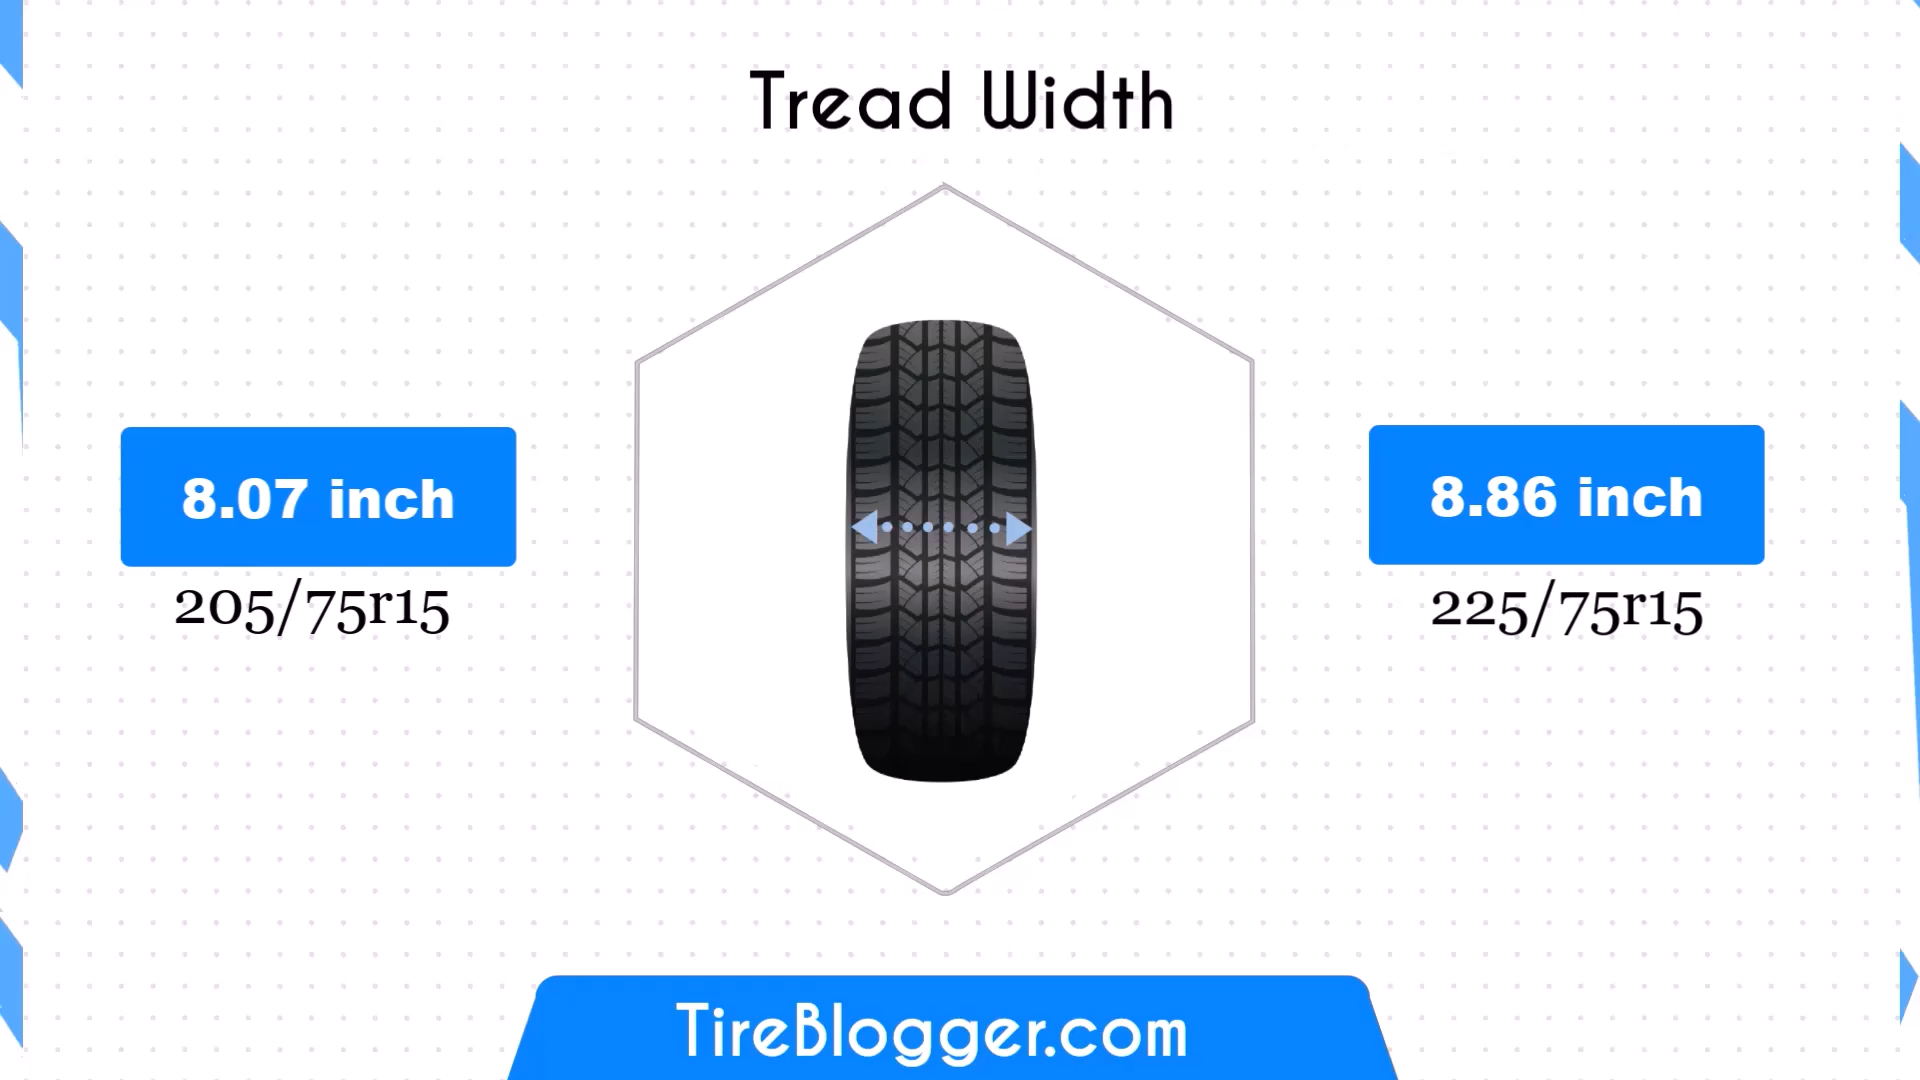 Tread Width
8.07 inch
205/75r15
8.86 inch
225/75r15
TireBlogger.com